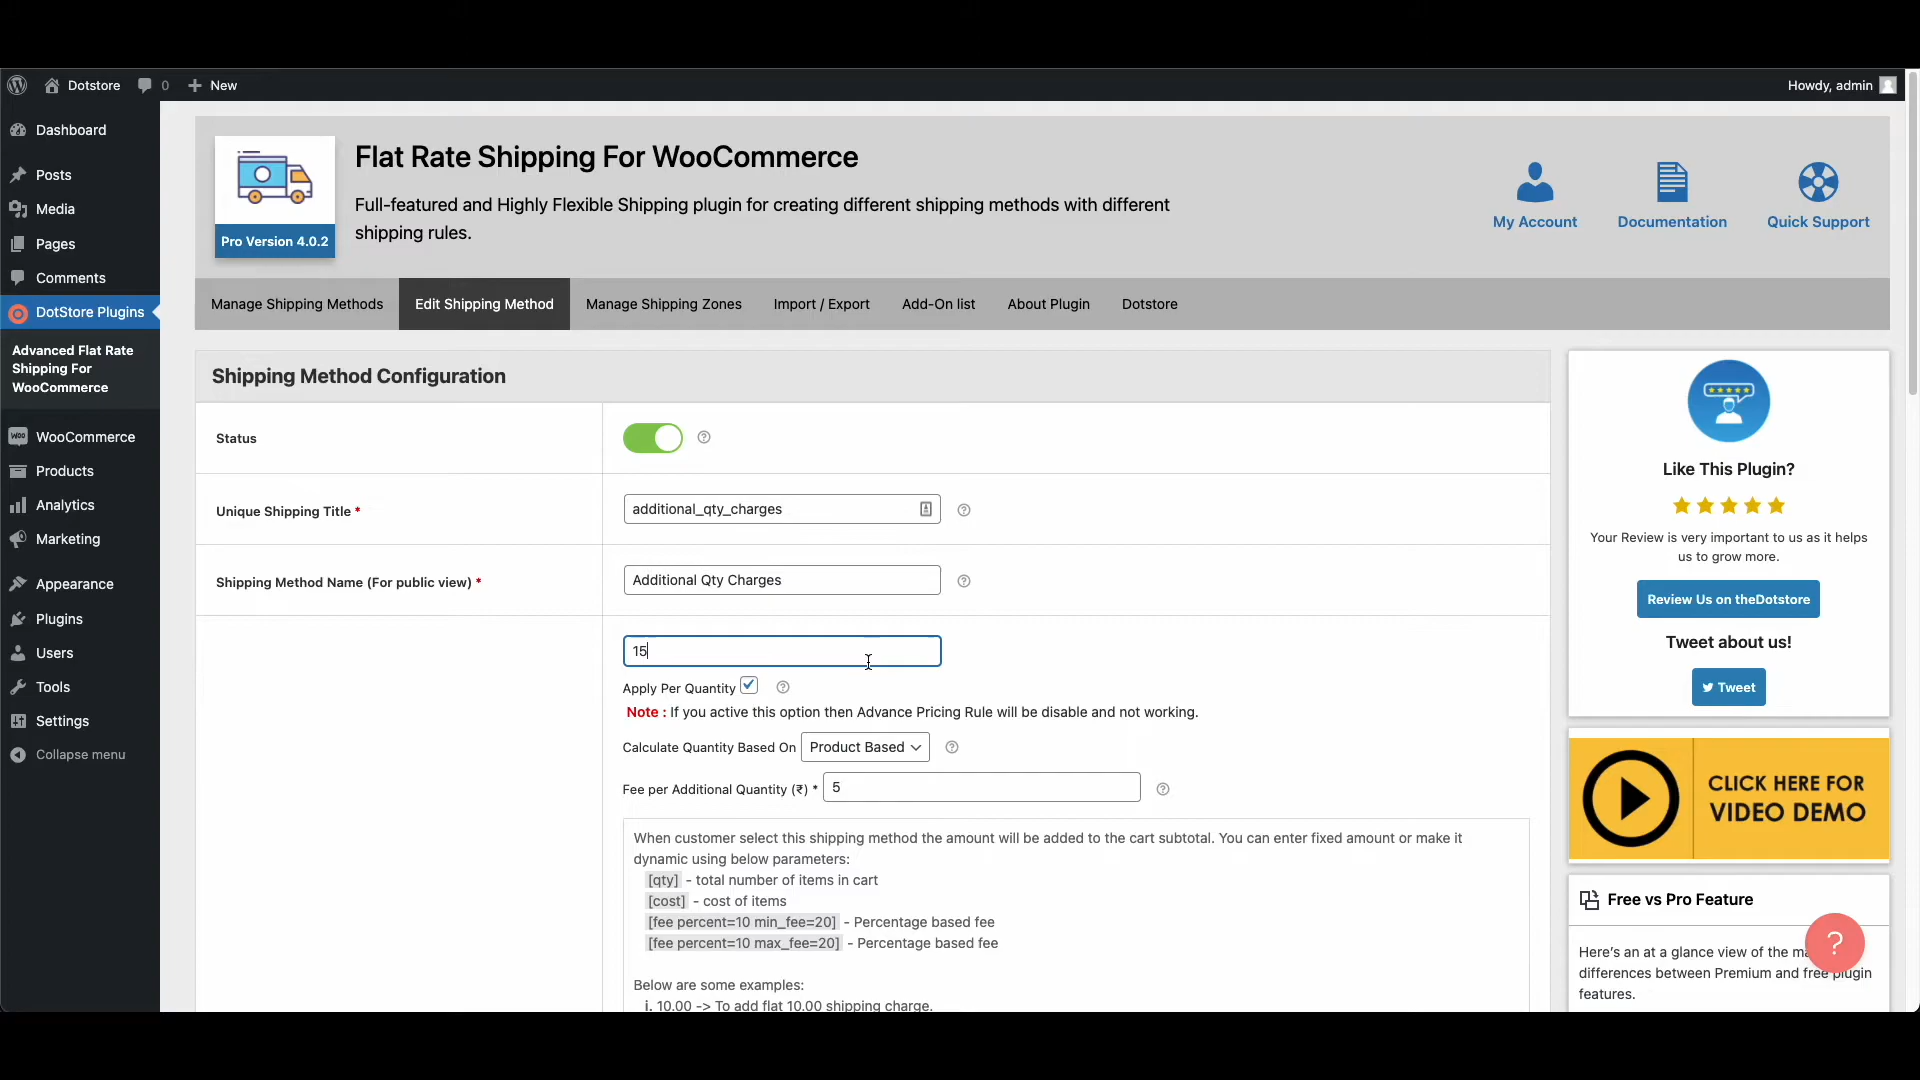 Dotstore
0
New
Howdy, admin
Dashboard
Posts
Media
Pages
Comments
DotStore Plugins
Advanced Flat Rate
Shipping For
WooCommerce
WooCommerce
Products
Analytics
Marketing
Appearance
Plugins
Users
Tools
Settings
Collapse menu
Pro Version 4.0.2
Flat Rate Shipping For WooCommerce
Full-featured and Highly Flexible Shipping plugin for creating different shipping methods with different
shipping rules.
My Account
Documentation
Quick Support
Manage Shipping Methods
Edit Shipping Method
Manage Shipping Zones
Import / Export
Add-On list
About Plugin
Dotstore
Shipping Method Configuration
Status
Unique Shipping Title *
additional_qty_charges
Shipping Method Name (For public view) *
Additional Qty Charges
15
Apply Per Quantity
Note : If you active this option then Advance Pricing Rule will be disable and not working.
Calculate Quantity Based On Product Based
Fee per Additional Quantity (₹) * 5
When customer select this shipping method the amount will be added to the cart subtotal. You can enter fixed amount or make it
dynamic using below parameters:
[qty] - total number of items in cart
[cost] - cost of items
[fee percent=10 min_fee=20] - Percentage based fee
[fee percent=10 max_fee=20] - Percentage based fee
Below are some examples:
i. 10.00 -> To add flat 10.00 shipping charge.
Like This Plugin?
Your Review is very important to us as it helps
us to grow more.
Review Us on theDotstore
Tweet about us!
Tweet
CLICK HERE FOR
VIDEO DEMO
Free vs Pro Feature
Here's an at a glance view of the
differences between Premium and free plugin
features.
?